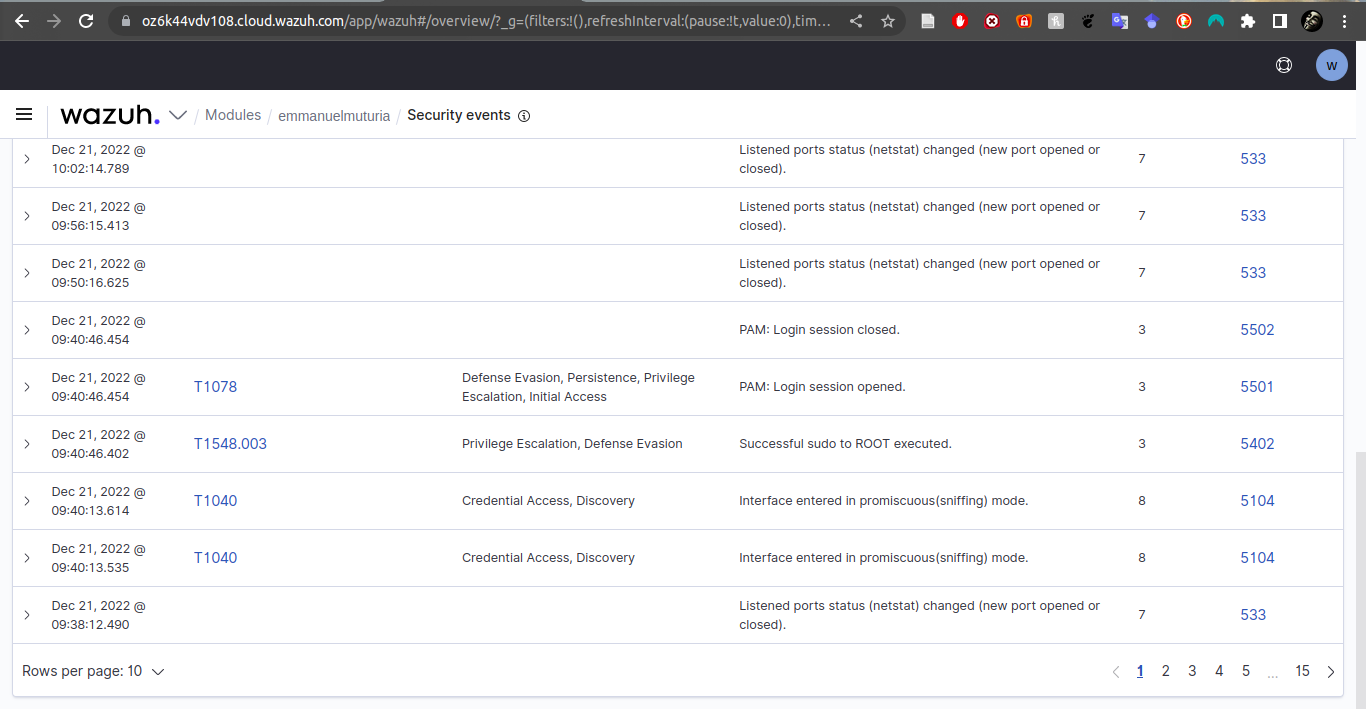 oz6k44vdv108.cloud.wazuh.com/app/wazuh#/overview/?_g=(filters:!(),refreshInterval:(pause:!t,value:0),tim...
W
wazuh. / Modules / emmanuelmuturia / Security events
Dec 21, 2022 @ Listened ports status (netstat) changed (new port opened or
10:02:14.789 closed). 7 533
Dec 21, 2022 @ Listened ports status (netstat) changed (new port opened or
09:56:15.413 closed). 7 533
Dec 21, 2022 @ Listened ports status (netstat) changed (new port opened or
09:50:16.625 closed). 7 533
Dec 21, 2022 @
09:40:46.454 PAM: Login session closed. 3 5502
Dec 21, 2022 @ Defense Evasion, Persistence, Privilege
09:40:46.454 T1078 Escalation, Initial Access PAM: Login session opened. 3 5501
Dec 21, 2022 @
09:40:46.402 T1548.003 Privilege Escalation, Defense Evasion Successful sudo to ROOT executed. 3 5402
Dec 21, 2022 @
09:40:13.614 T1040 Credential Access, Discovery Interface entered in promiscuous(sniffing) mode. 8 5104
Dec 21, 2022 @
09:40:13.535 T1040 Credential Access, Discovery Interface entered in promiscuous(sniffing) mode. 8 5104
Dec 21, 2022 @ Listened ports status (netstat) changed (new port opened or
09:38:12.490 closed). 7 533
Rows per page: 10 1 2 3 4 5 ... 15